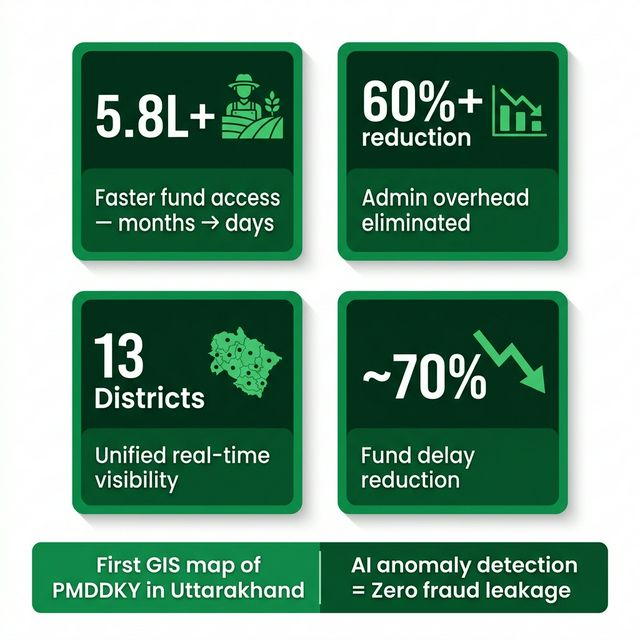 5.8L+
Faster fund access
— months → days
60%+
reduction
Admin overhead
eliminated
13
Districts
Unified real-time
visibility
~70%
Fund delay
reduction
First GIS map of
PMDDKY in Uttarakhand
AI anomaly detection
= Zero fraud leakage